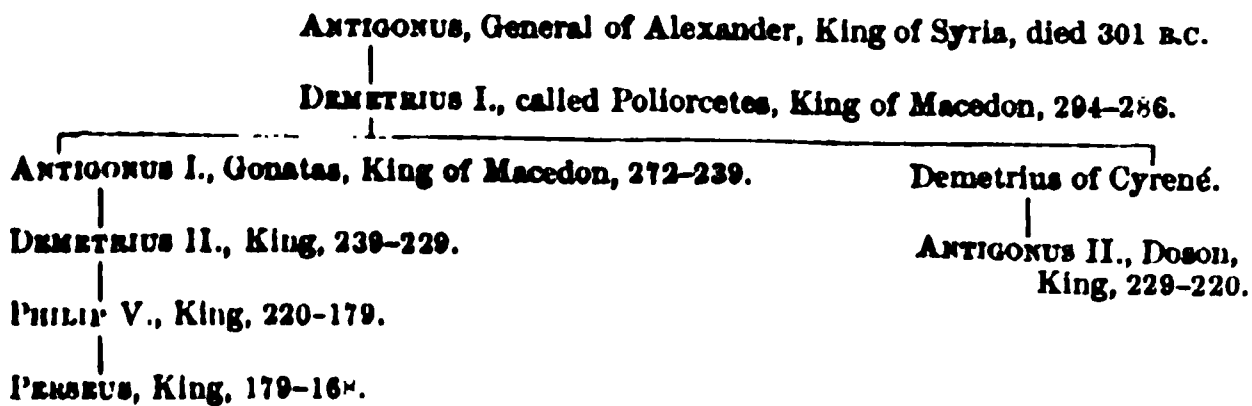 ANTIGONUS, General of Alexander, King of Syria, died 301 B.C.
DEMETRIUS I., called Poliorcetes, King of Macedon, 294–286.
ANTIGONUS I., Gonatas, King of Macedon, 272–239.
Demetrius of Cyrené.
DEMETRIUS II., King, 239–229.
ANTIGONUS II., Doson,
King, 229–220.
PHILIP V., King, 220–179.
PERSEUS, King,